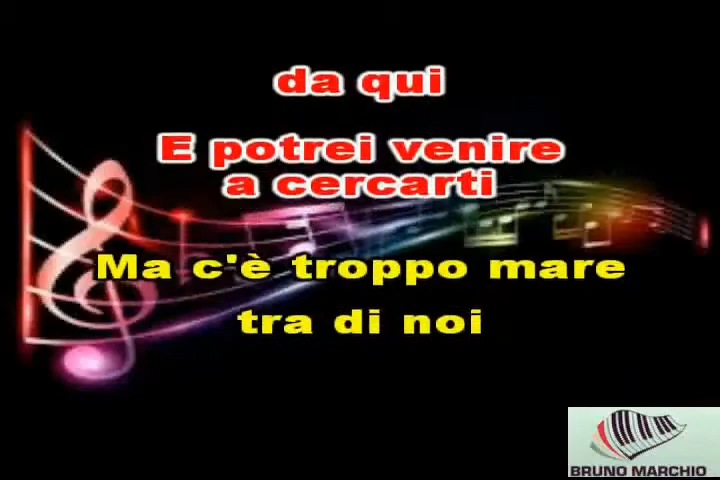 da qui
E potrei venire
a cercarti
Ma c'è troppo mare
tra di noi
BRUNO MARCHIO